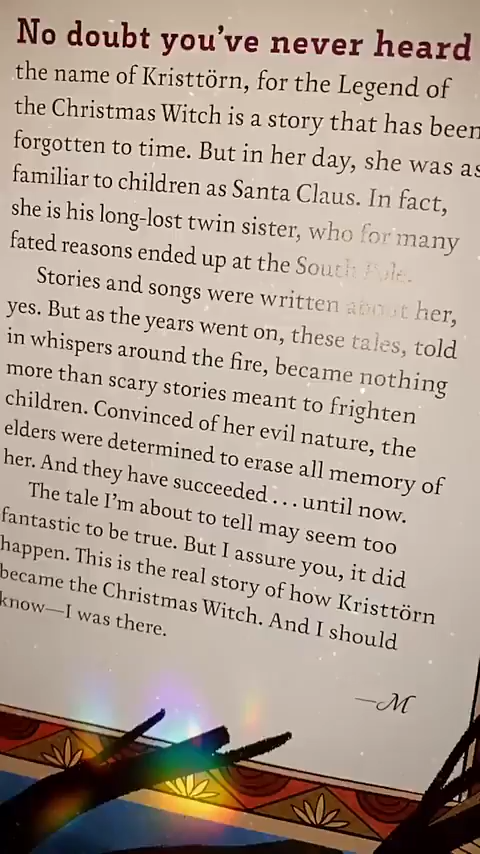 No doubt you've never heard
the name of Kristtörn, for the Legend of
the Christmas Witch is a story that has been
forgotten to time. But in her day, she was as
familiar to children as Santa Claus. In fact,
she is his long-lost twin sister, who for many
fated reasons ended up at the South Pole.
Stories and songs were written about her,
yes. But as the years went on, these tales, told
in whispers around the fire, became nothing
more than scary stories meant to frighten
children. Convinced of her evil nature, the
elders were determined to erase all memory of
her. And they have succeeded . . . until now.
The tale I'm about to tell may seem too
fantastic to be true. But I assure you, it did
happen. This is the real story of how Kristtörn
became the Christmas Witch. And I should
know—I was there.
—M